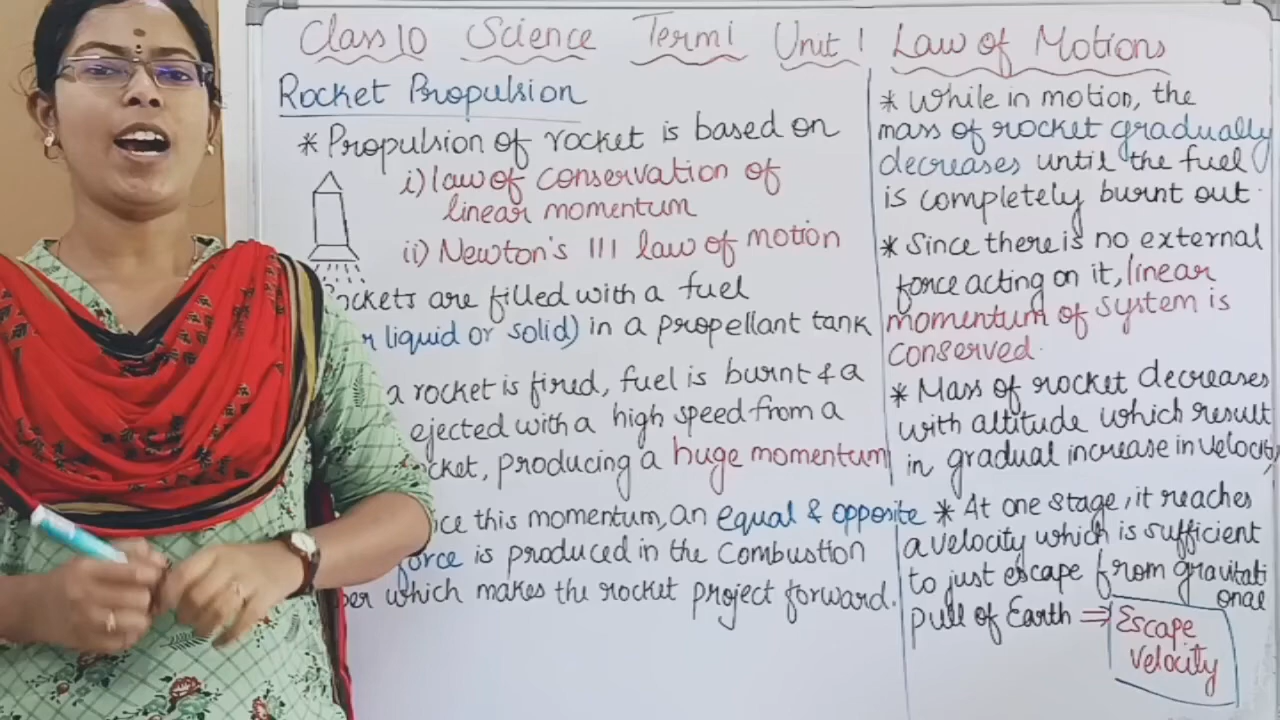 Class 10 Science Term 1 Unit 1 Law of Motions
Rocket Propulsion
* Propulsion of rocket is based on
i) law of conservation of
linear momentum
ii) Newton's III law of motion
ockets are filled with a fuel
r liquid or solid) in a propellant tank
a rocket is fired, fuel is burnt & a
ejected with a high speed from a
cket, producing a huge momentum
ce this momentum, an equal & opposite
force is produced in the Combustion
ber which makes the rocket project forward.
* While in motion, the
mass of rocket gradually
decreases until the fuel
is completely burnt out.
* Since there is no external
force acting on it, linear
momentum of system is
conserved.
* Mass of rocket decreases
with altitude which result
in gradual increase in velocity
* At one stage, it reaches
a velocity which is sufficient
to just escape from gravitati
onal
pull of Earth ⇒ Escape
Velocity